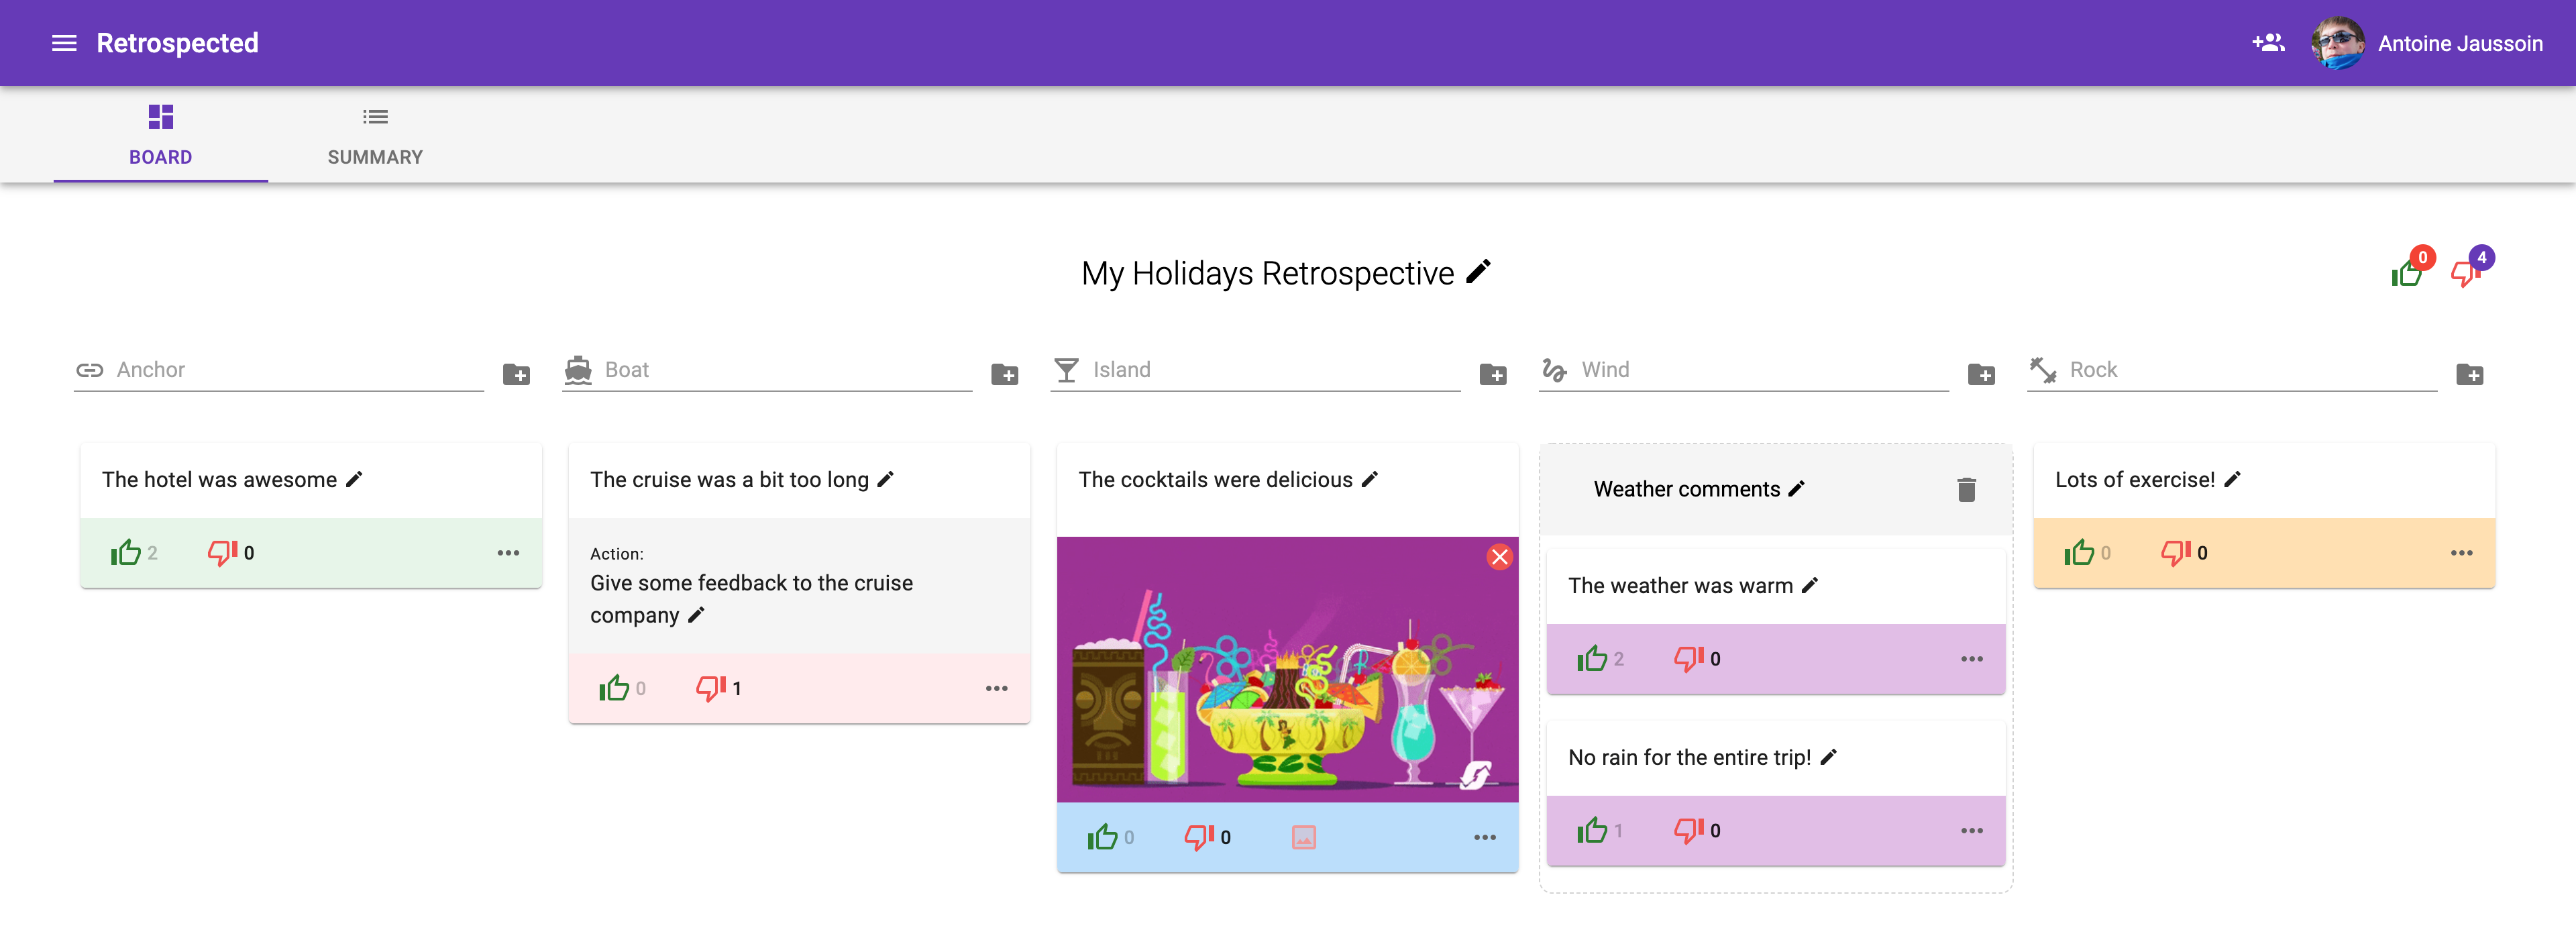 Retrospected
Antoine Jaussoin
BOARD
SUMMARY
My Holidays Retrospective
0
4
Anchor
Boat
Island
Wind
Rock
The hotel was awesome
2
0
The cruise was a bit too long
Action:
Give some feedback to the cruise
company
0
1
The cocktails were delicious
0
0
Weather comments
The weather was warm
2
0
No rain for the entire trip!
1
0
Lots of exercise!
0
0